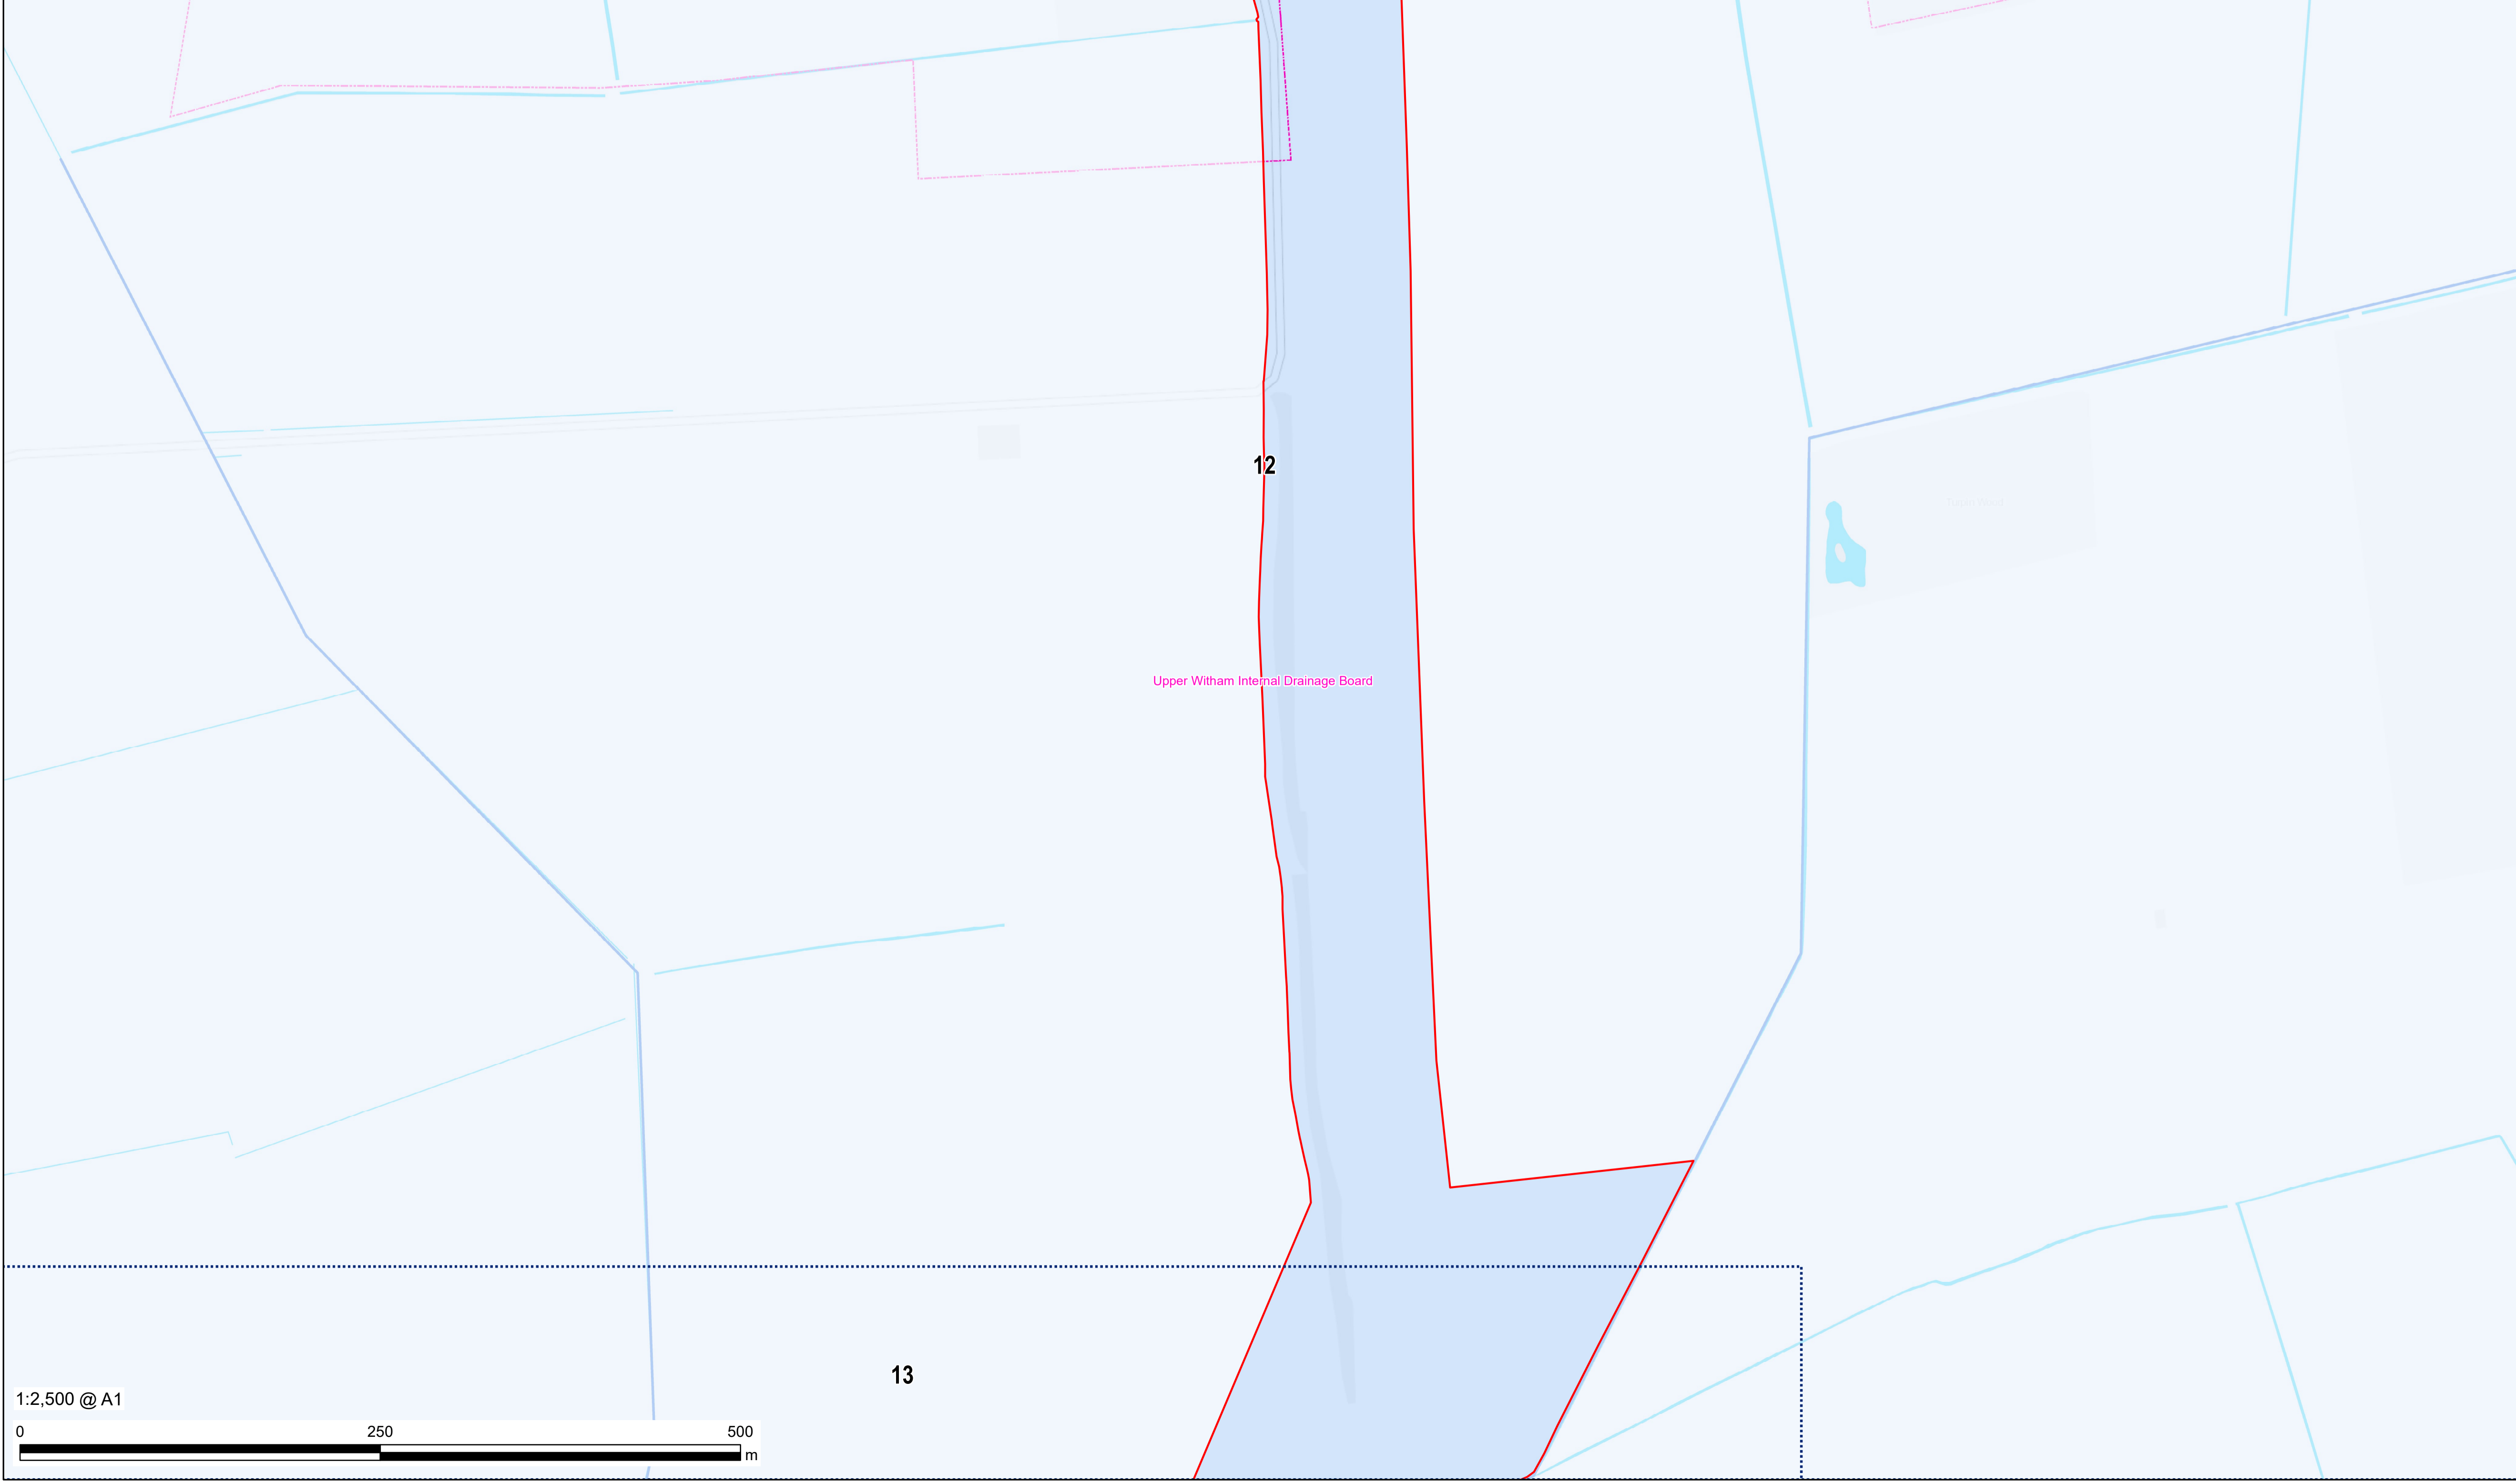 12
Upper Witham Internal Drainage Board
13
1:2,500 @ A1
0 250 500
m